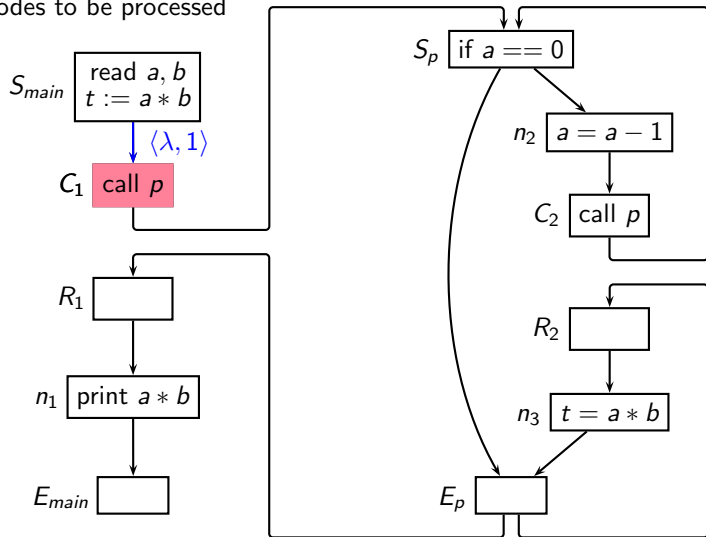 odes to be processed
S_main
read a, b
t := a ∗ b
⟨λ, 1⟩
C_1 call p
R_1
n_1 print a ∗ b
E_main
S_p if a == 0
n_2 a = a − 1
C_2 call p
R_2
n_3 t = a ∗ b
E_p